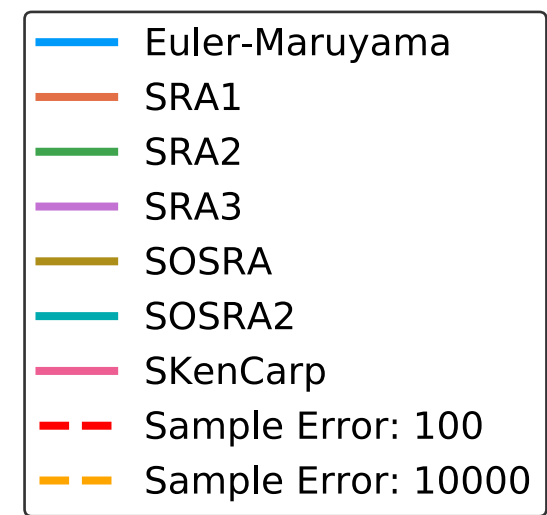 Euler-Maruyama
SRA1
SRA2
SRA3
SOSRA
SOSRA2
SKenCarp
Sample Error: 100
Sample Error: 10000